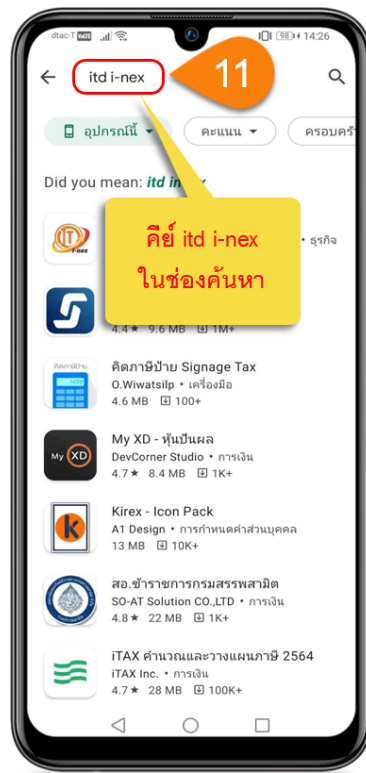 dtac-T 98 14:26
itd i-nex
11
อุปกรณ์นี้ คะแนน ครอบครั
Did you mean: itd in
คีย์ itd i-nex
ในช่องค้นหา
i-nex
• ธุรกิจ
4.4★ 9.6 MB 1M+
คิดภาษีป้าย Signage Tax
O.Wiwatsilp • เครื่องมือ
4.6 MB 100+
My XD
My XD - หุ้นปันผล
DevCorner Studio • การเงิน
4.7★ 8.4 MB 1K+
Kirex - Icon Pack
A1 Design • การกำหนดค่าส่วนบุคคล
13 MB 10K+
สอ.ข้าราชการกรมสรรพสามิต
SO-AT Solution CO.,LTD • การเงิน
4.8★ 22 MB 1K+
iTAX คำนวณและวางแผนภาษี 2564
iTAX Inc. • การเงิน
4.7★ 28 MB 100K+